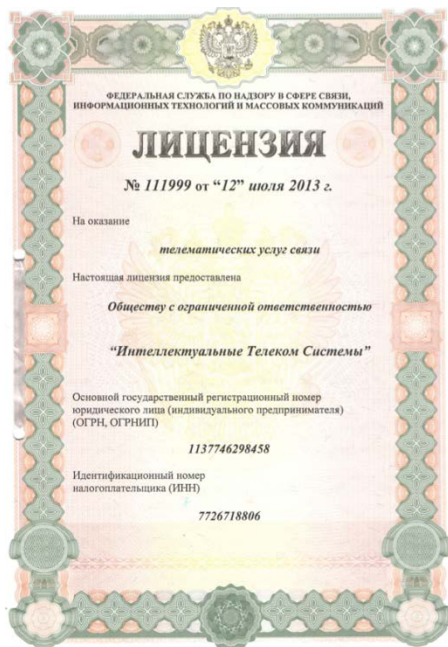 ФЕДЕРАЛЬНАЯ СЛУЖБА ПО НАДЗОРУ В СФЕРЕ СВЯЗИ,
ИНФОРМАЦИОННЫХ ТЕХНОЛОГИЙ И МАССОВЫХ КОММУНИКАЦИЙ
ЛИЦЕНЗИЯ
№ 111999 от “12” июля 2013 г.
На оказание
телематических услуг связи
Настоящая лицензия предоставлена
Обществу с ограниченной ответственностью
“Интеллектуальные Телеком Системы”
Основной государственный регистрационный номер
юридического лица (индивидуального предпринимателя)
(ОГРН, ОГРНИП)
1137746298458
Идентификационный номер
налогоплательщика (ИНН)
7726718806